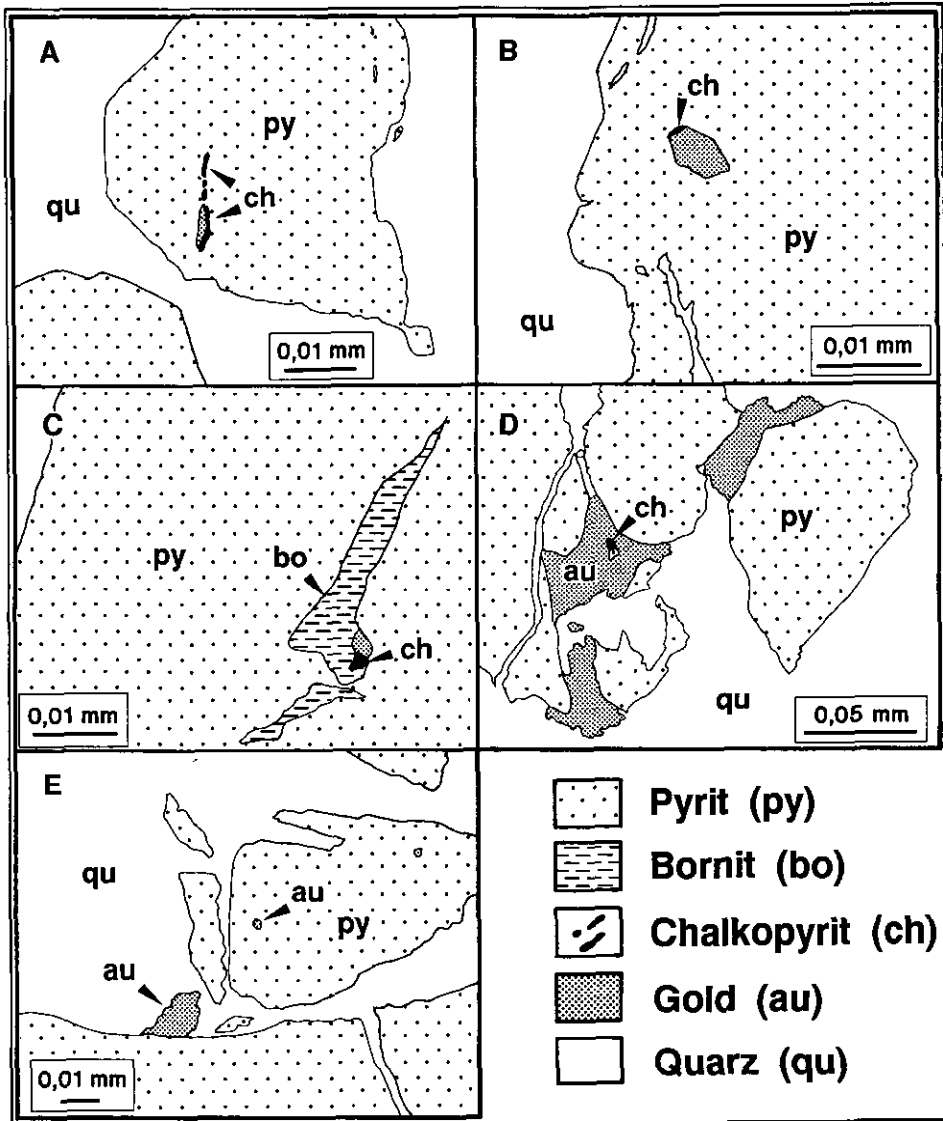 A
py
ch
qu
0,01 mm
B
ch
py
qu
0,01 mm
C
py
bo
ch
0,01 mm
D
ch
py
au
qu
0,05 mm
E
qu
au
py
au
0,01 mm
Pyrit (py)
Bornit (bo)
Chalkopyrit (ch)
Gold (au)
Quarz (qu)